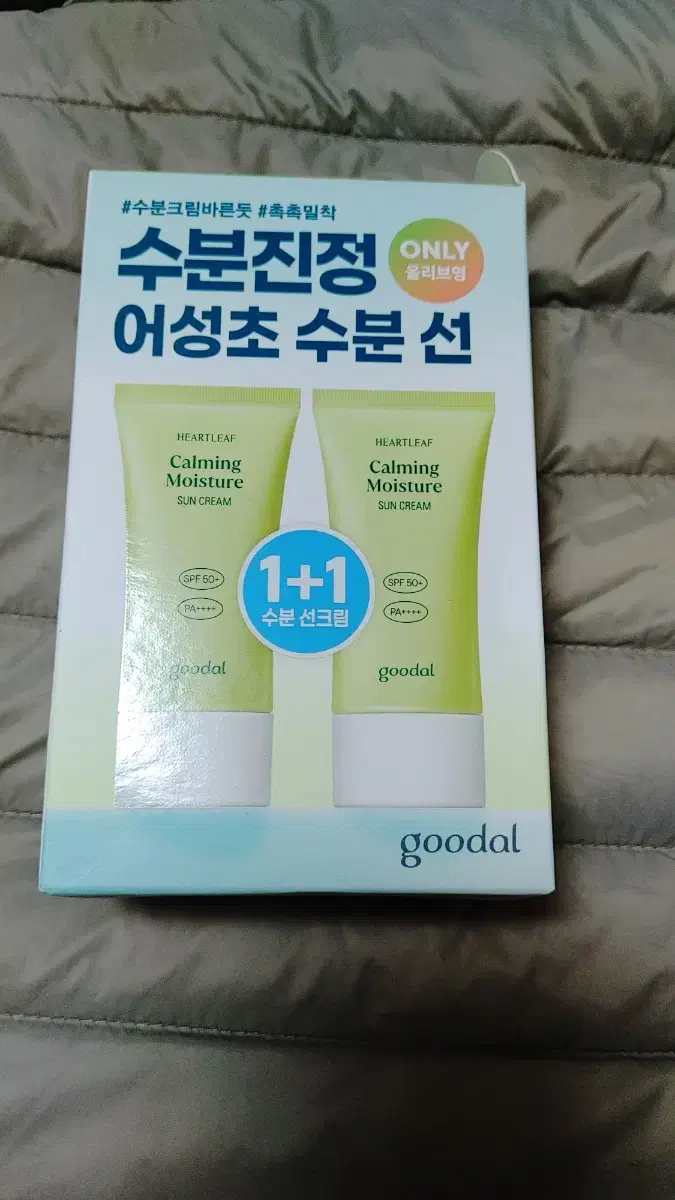 #수분크림바른듯 #촉촉밀착
수분진정
ONLY
올리브영
어성초 수분 선
HEARTLEAF
Calming
Moisture
SUN CREAM
SPF 50+
PA++++
goodal
HEARTLEAF
Calming
Moisture
SUN CREAM
SPF 50+
PA++++
goodal
1+1
수분 선크림
goodal